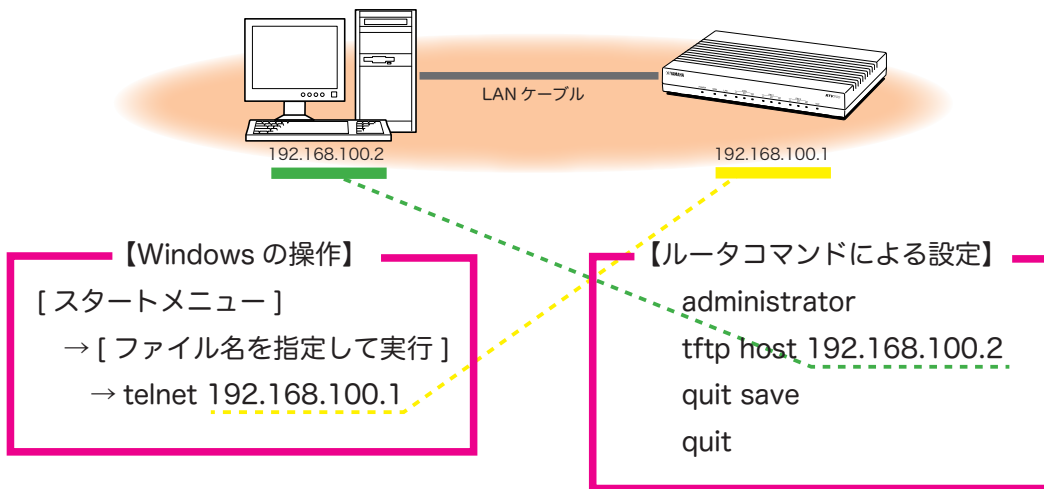 YAMAHA
LAN ケーブル
192.168.100.2
192.168.100.1
【Windows の操作】
[ スタートメニュー ]
→ [ ファイル名を指定して実行 ]
→ telnet 192.168.100.1
【ルータコマンドによる設定】
administrator
tftp host 192.168.100.2
quit save
quit